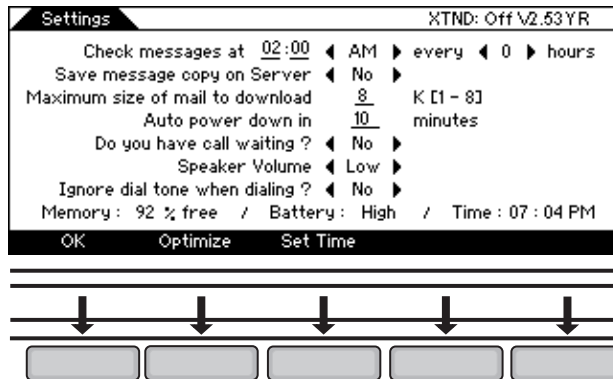 Settings XTND: Off V2.53YR
Check messages at 02:00 ◀ AM ▶ every ◀ 0 ▶ hours
Save message copy on Server ◀ No ▶
Maximum size of mail to download 8 K [1 - 8]
Auto power down in 10 minutes
Do you have call waiting ? ◀ No ▶
Speaker Volume ◀ Low ▶
Ignore dial tone when dialing ? ◀ No ▶
Memory : 92 % free / Battery : High / Time : 07 : 04 PM
OK Optimize Set Time